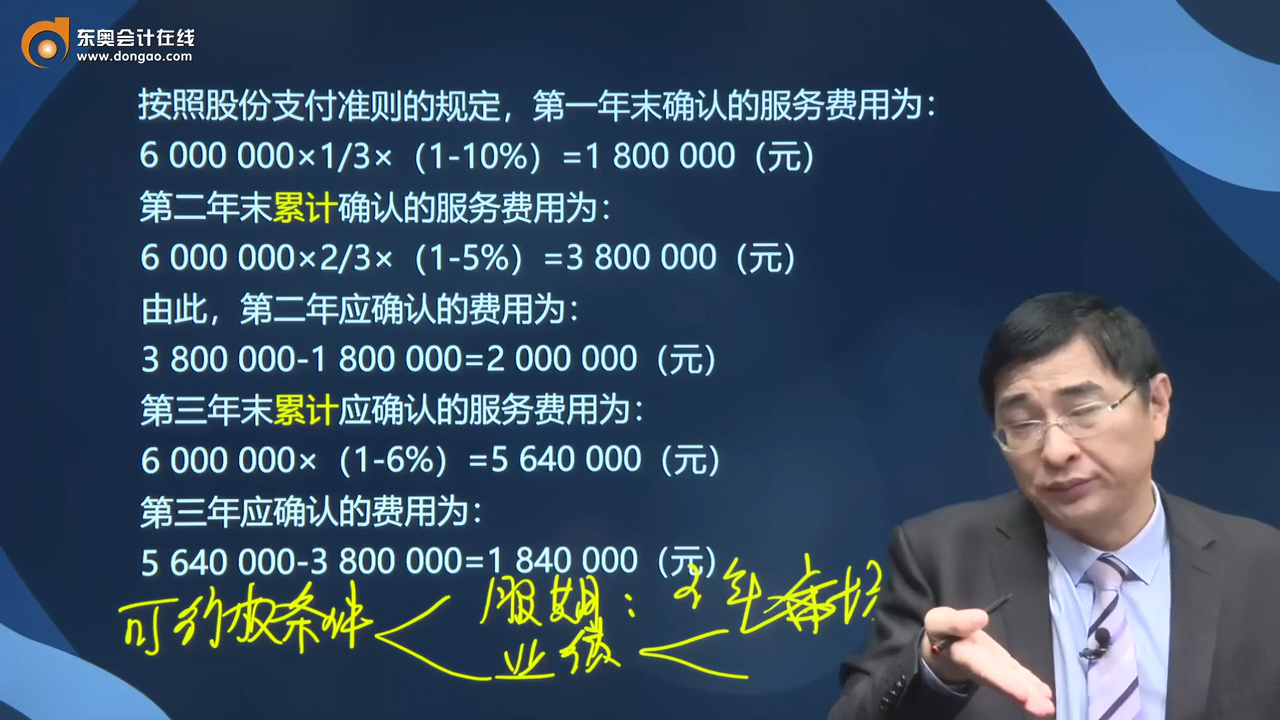 东奥会计在线
www.dongao.com
按照股份支付准则的规定，第一年末确认的服务费用为：
6 000 000×1/3×（1-10%）=1 800 000（元）
第二年末累计确认的服务费用为：
6 000 000×2/3×（1-5%）=3 800 000（元）
由此，第二年应确认的费用为：
3 800 000-1 800 000=2 000 000（元）
第三年末累计应确认的服务费用为：
6 000 000×（1-6%）=5 640 000（元）
第三年应确认的费用为：
5 640 000-3 800 000=1 840 000（元）
可行权条件
服期：3年 市场
业绩